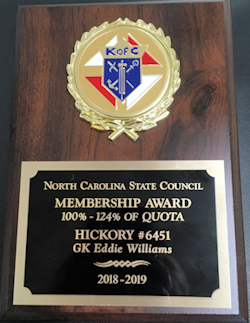 K of C
NORTH CAROLINA STATE COUNCIL
MEMBERSHIP AWARD
100% - 124% OF QUOTA
HICKORY #6451
GK Eddie Williams
2018 - 2019